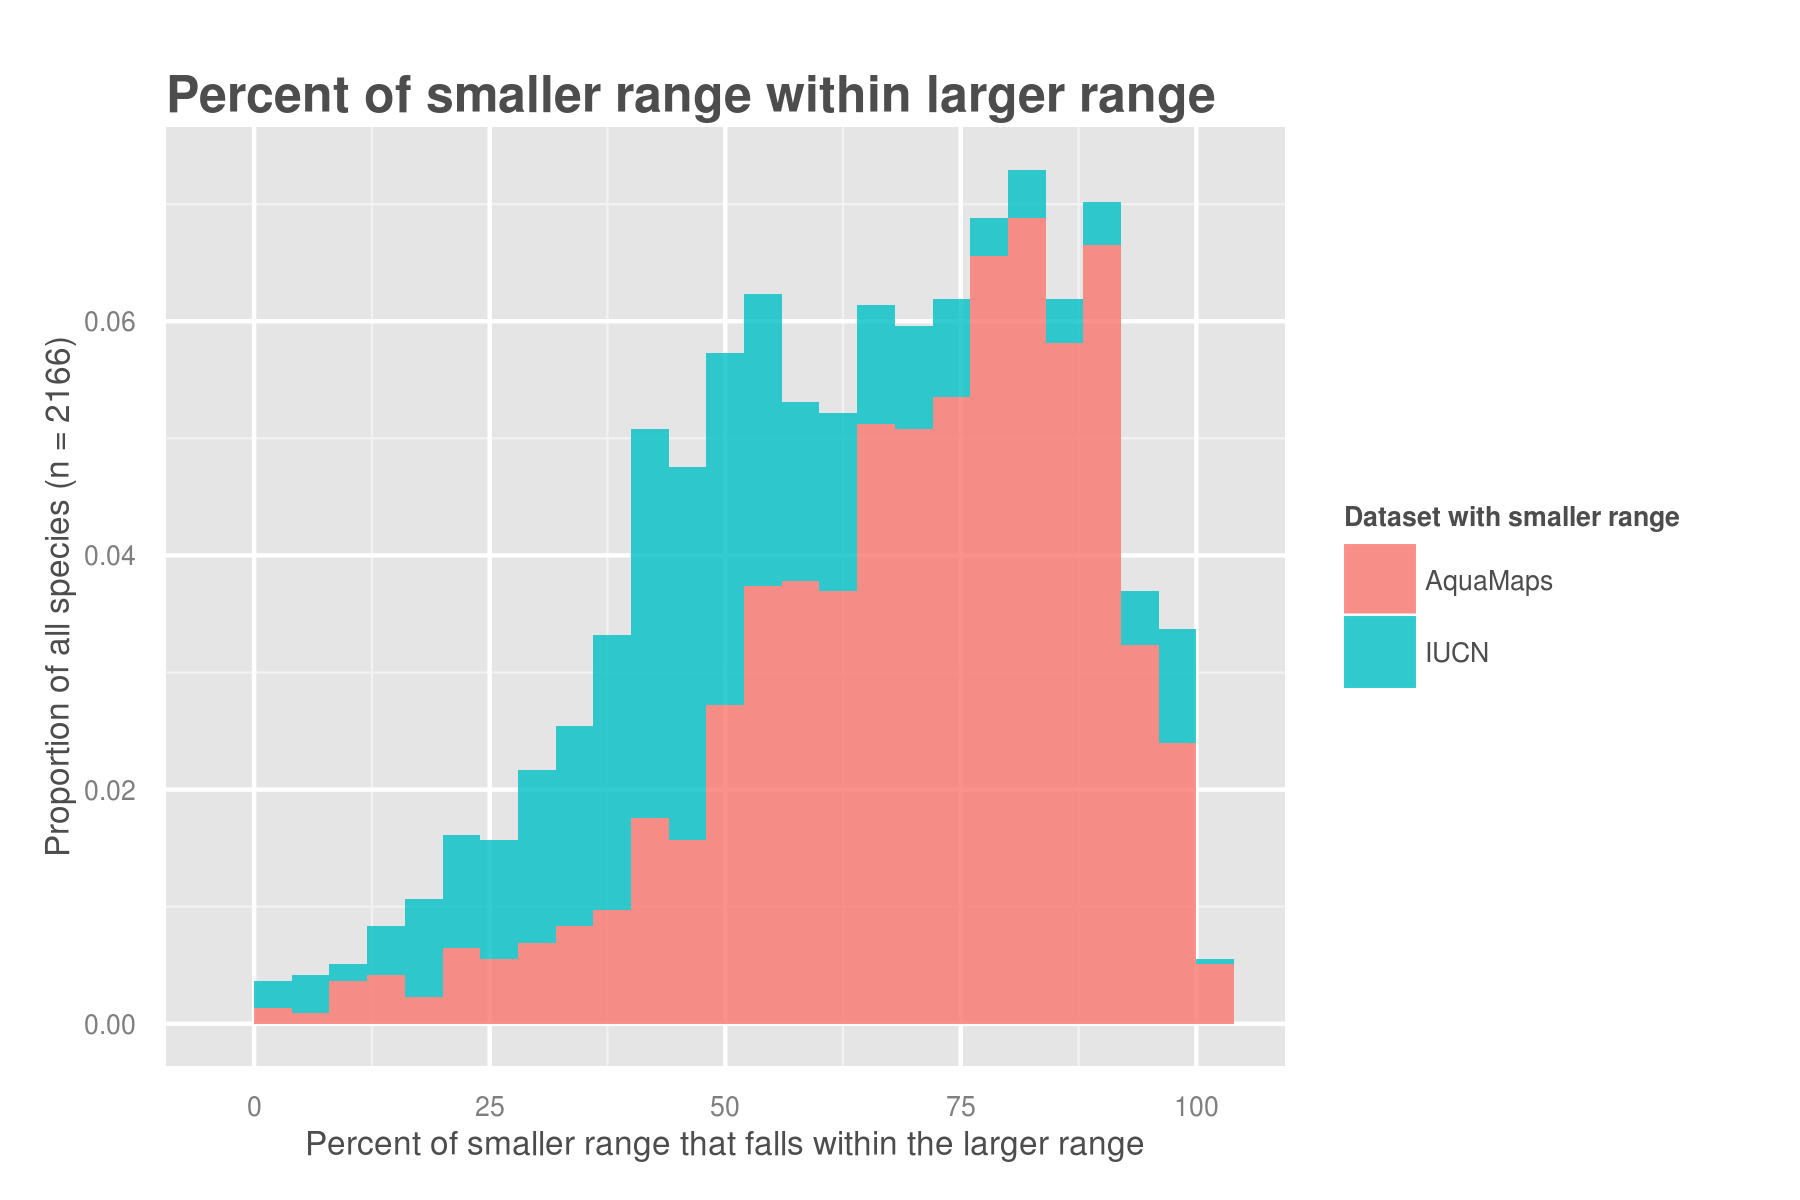 Percent of smaller range within larger range
Proportion of all species (n = 2166)
0.06
0.04
0.02
0.00
0 25 50 75 100
Percent of smaller range that falls within the larger range
Dataset with smaller range
AquaMaps
IUCN